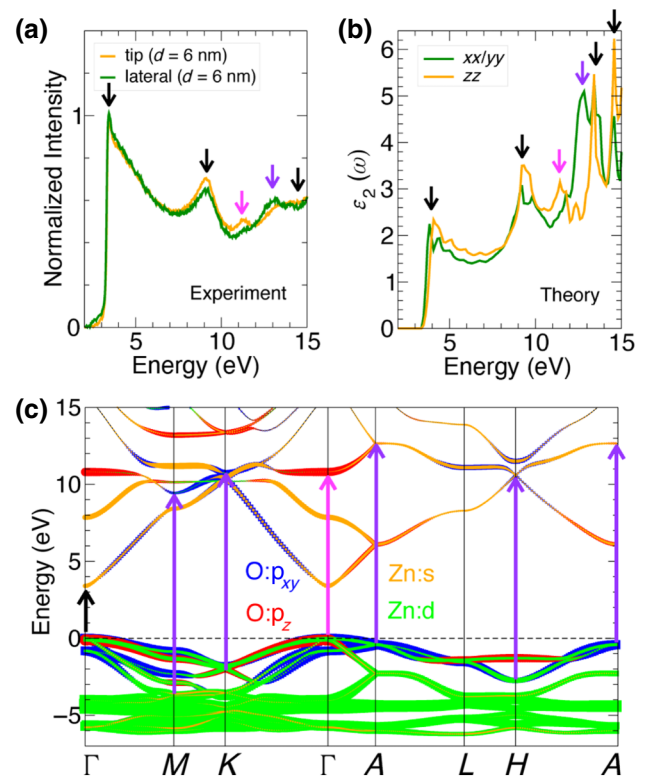 (a)
tip (d = 6 nm)
lateral (d = 6 nm)
Normalized Intensity
1
0
Experiment
5 10 15
Energy (eV)
(b)
xx/yy
zz
ε₂(ω)
6
5
4
3
2
1
0
Theory
5 10 15
Energy (eV)
(c)
Energy (eV)
15
10
5
0
−5
O:pxy Zn:s
O:pz Zn:d
Γ M K Γ A L H A